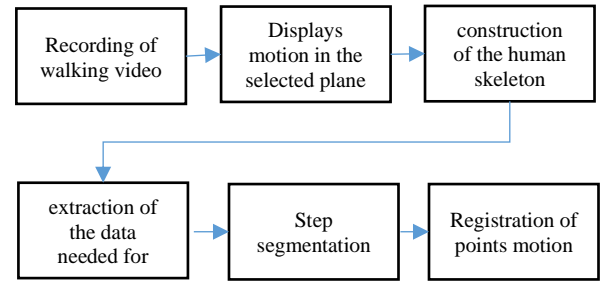 Recording of
walking video
Displays
motion in the
selected plane
construction
of the human
skeleton
extraction of
the data
needed for
Step
segmentation
Registration of
points motion